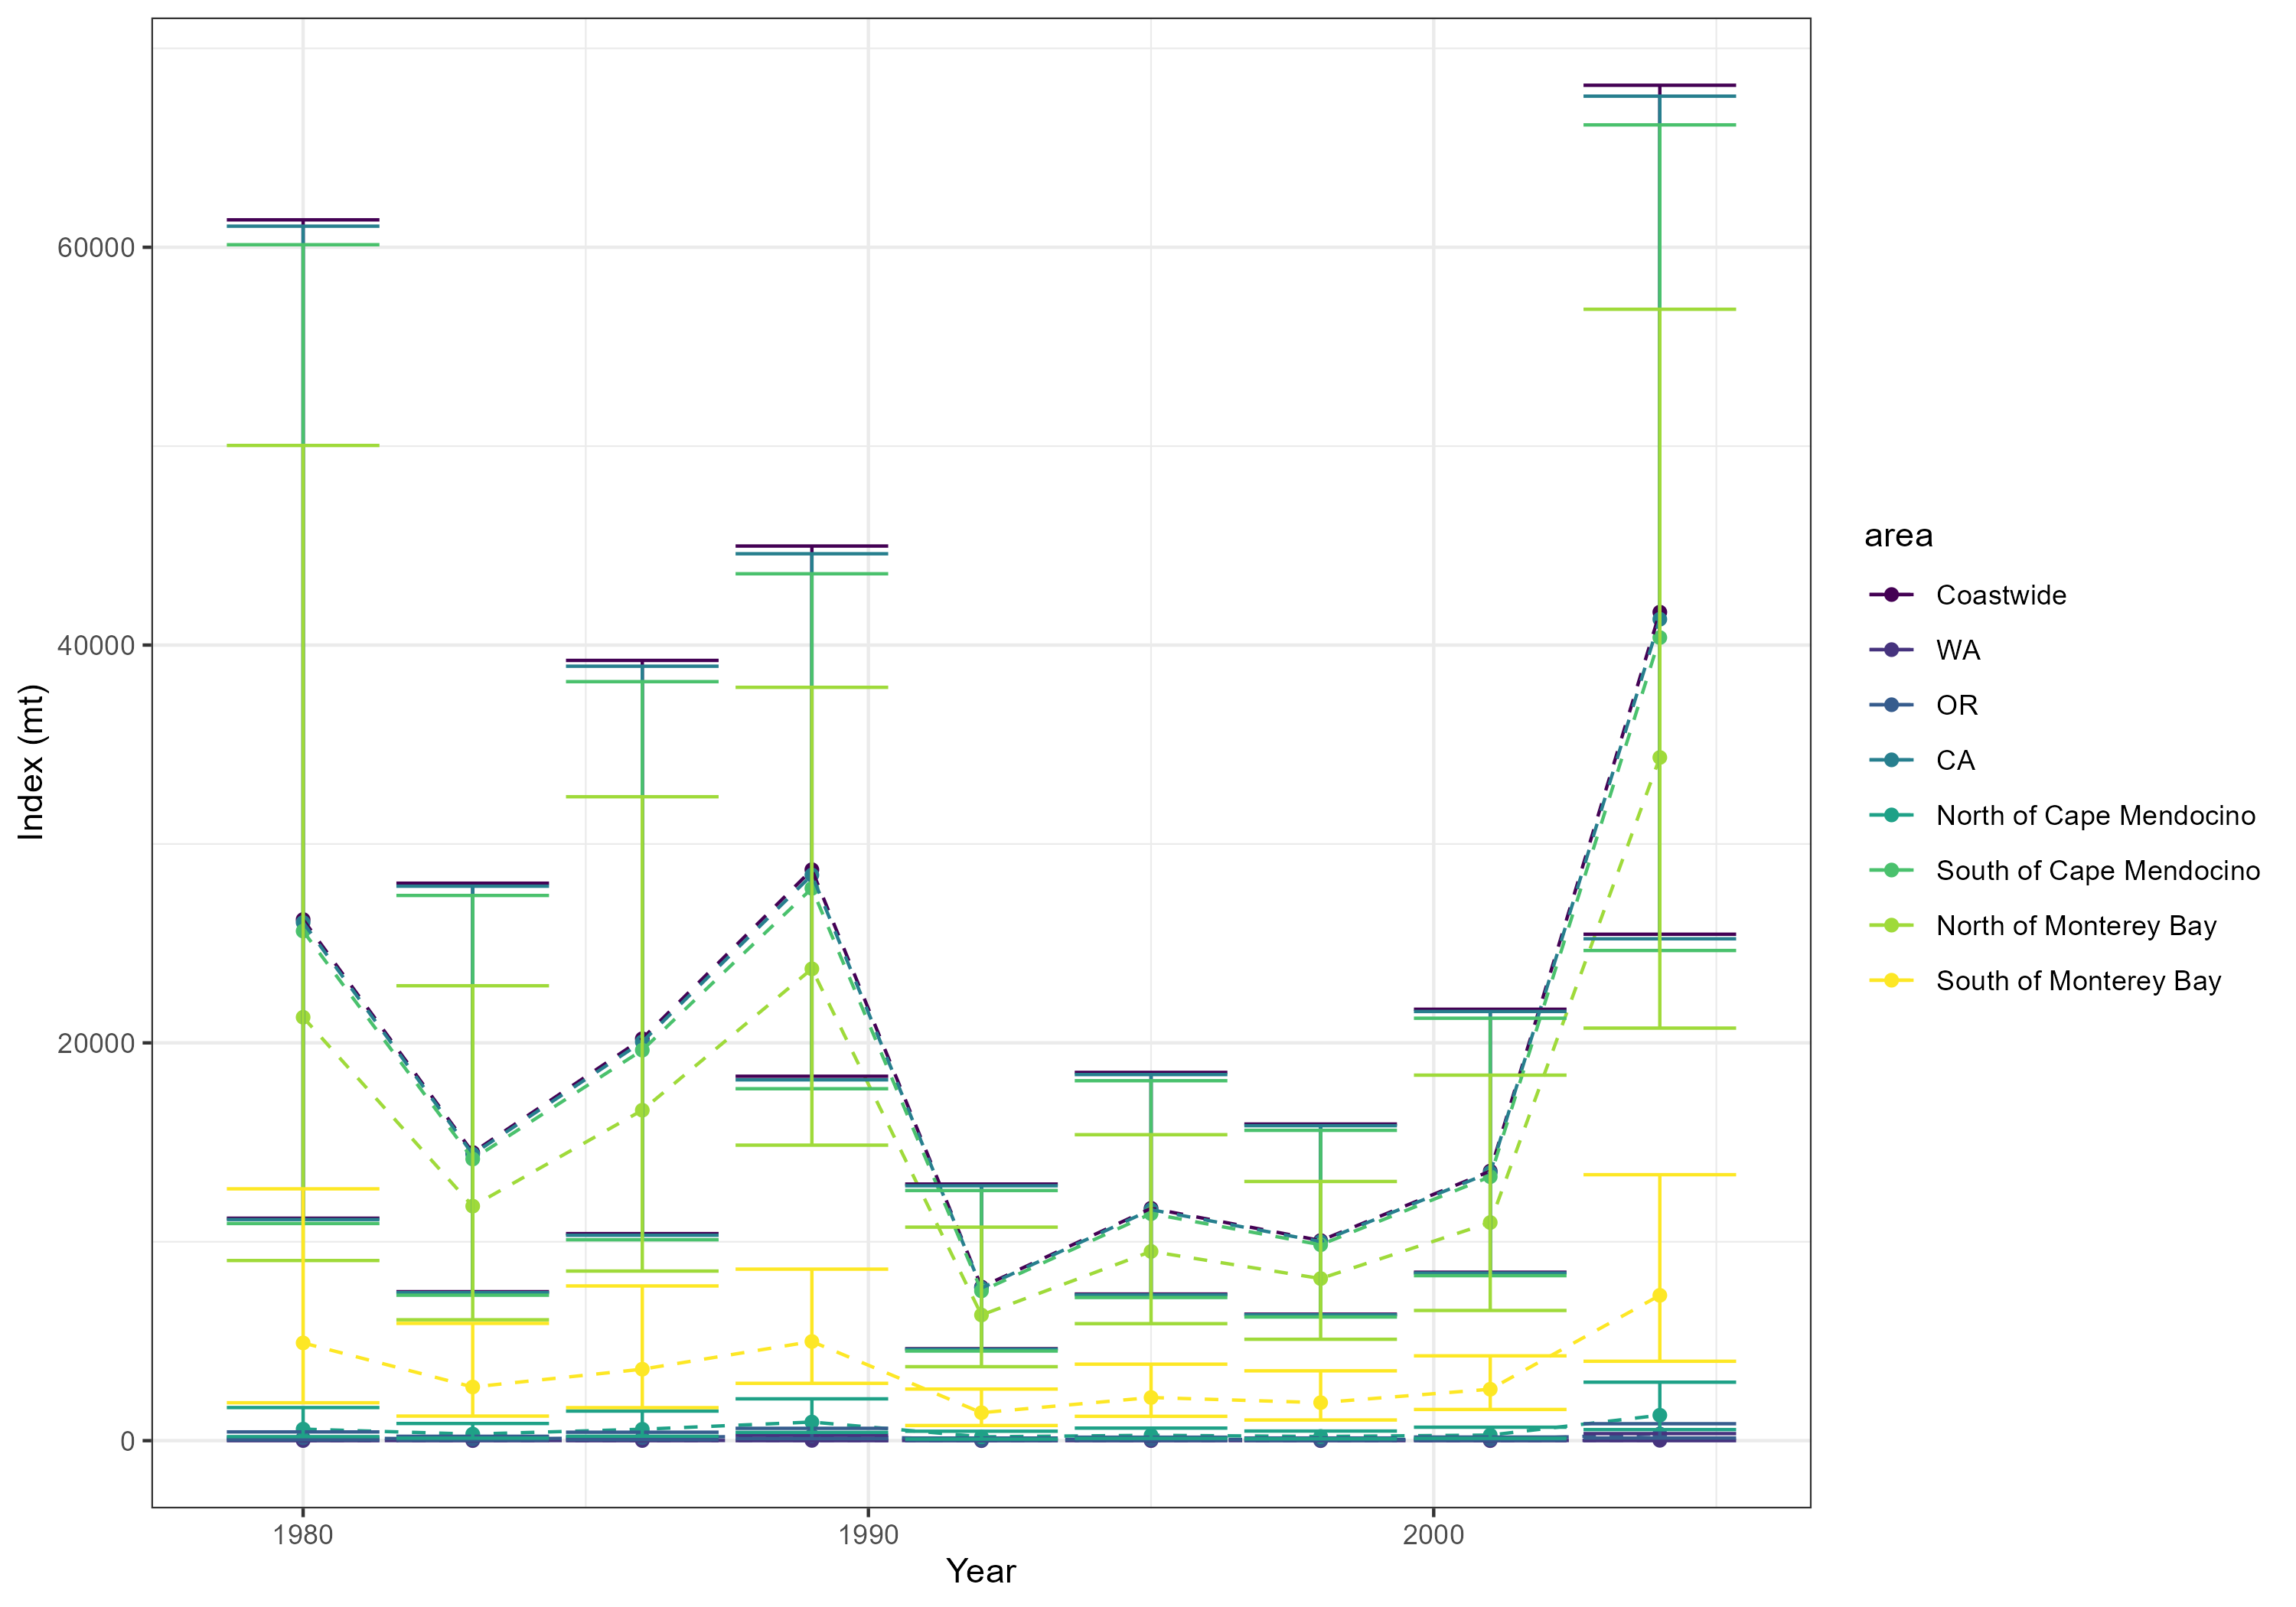 60000
40000
20000
0
Index (mt)
1980
1990
2000
Year
area
Coastwide
WA
OR
CA
North of Cape Mendocino
South of Cape Mendocino
North of Monterey Bay
South of Monterey Bay